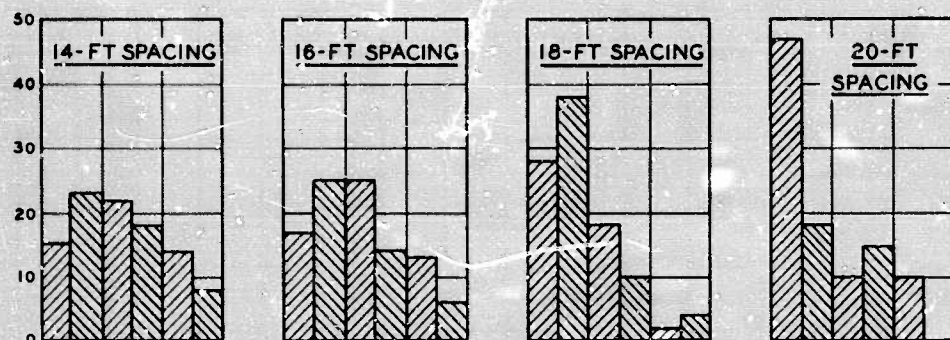 50
14-FT SPACING
16-FT SPACING
18-FT SPACING
20-FT
SPACING
40
30
20
10
0